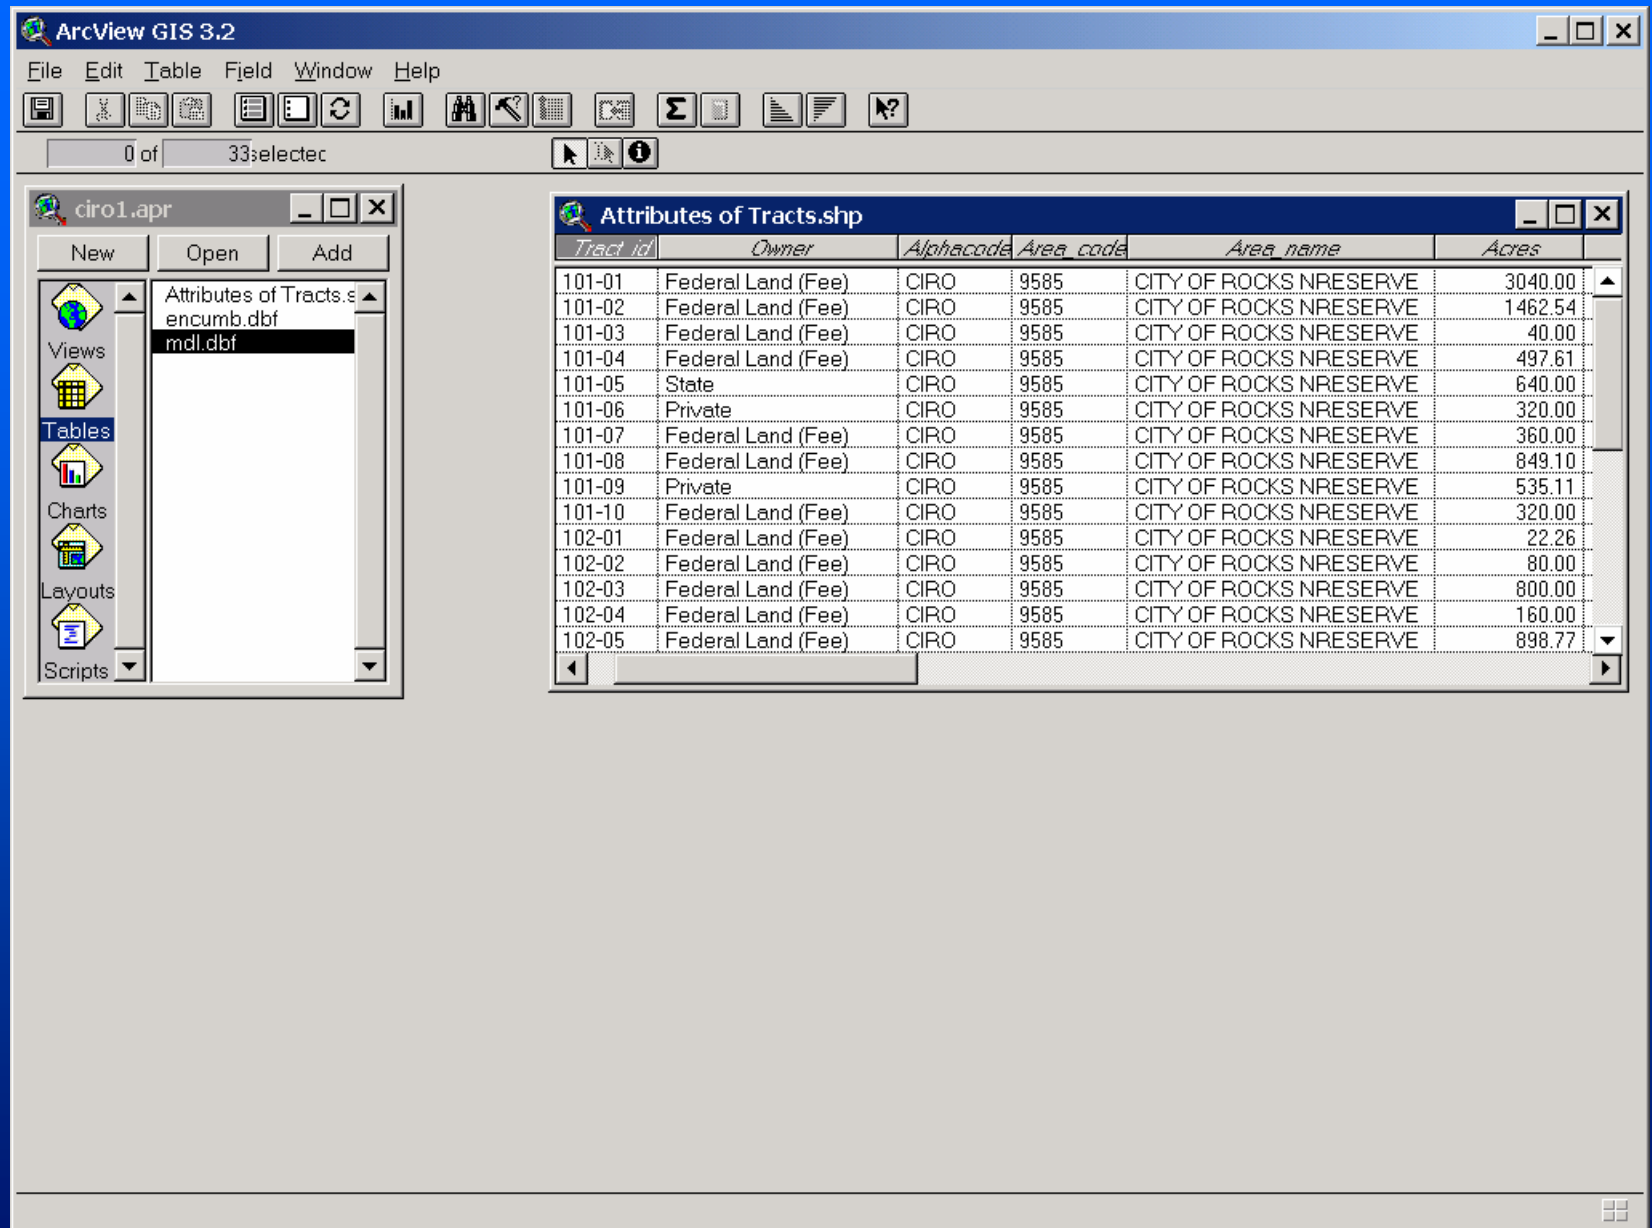 ArcView GIS 3.2
File Edit Table Field Window Help
0 of 33 selected
ciro1.apr
New Open Add
Views
Tables
Charts
Layouts
Scripts
Attributes of Tracts.s
encumb.dbf
mdl.dbf
Attributes of Tracts.shp
Tract_id Owner Alphacode Area_code Area_name Acres
101-01 Federal Land (Fee) CIRO 9585 CITY OF ROCKS NRESERVE 3040.00
101-02 Federal Land (Fee) CIRO 9585 CITY OF ROCKS NRESERVE 1462.54
101-03 Federal Land (Fee) CIRO 9585 CITY OF ROCKS NRESERVE 40.00
101-04 Federal Land (Fee) CIRO 9585 CITY OF ROCKS NRESERVE 497.61
101-05 State CIRO 9585 CITY OF ROCKS NRESERVE 640.00
101-06 Private CIRO 9585 CITY OF ROCKS NRESERVE 320.00
101-07 Federal Land (Fee) CIRO 9585 CITY OF ROCKS NRESERVE 360.00
101-08 Federal Land (Fee) CIRO 9585 CITY OF ROCKS NRESERVE 849.10
101-09 Private CIRO 9585 CITY OF ROCKS NRESERVE 535.11
101-10 Federal Land (Fee) CIRO 9585 CITY OF ROCKS NRESERVE 320.00
102-01 Federal Land (Fee) CIRO 9585 CITY OF ROCKS NRESERVE 22.26
102-02 Federal Land (Fee) CIRO 9585 CITY OF ROCKS NRESERVE 80.00
102-03 Federal Land (Fee) CIRO 9585 CITY OF ROCKS NRESERVE 800.00
102-04 Federal Land (Fee) CIRO 9585 CITY OF ROCKS NRESERVE 160.00
102-05 Federal Land (Fee) CIRO 9585 CITY OF ROCKS NRESERVE 898.77